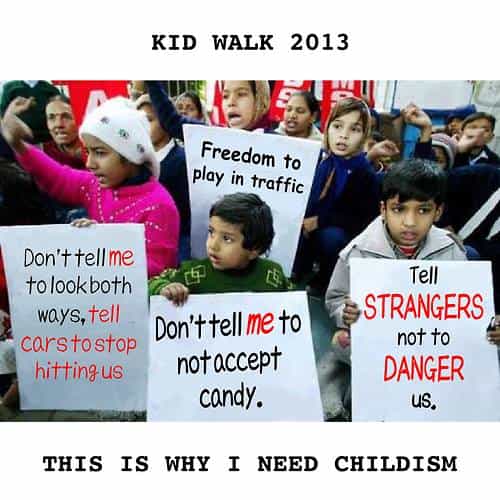 KID WALK 2013
Freedom to
play in traffic
Don't tell me
to look both
ways, tell
cars to stop
hitting us
Don't tell me to
not accept
candy.
Tell
STRANGERS
not to
DANGER
us.
THIS IS WHY I NEED CHILDISM